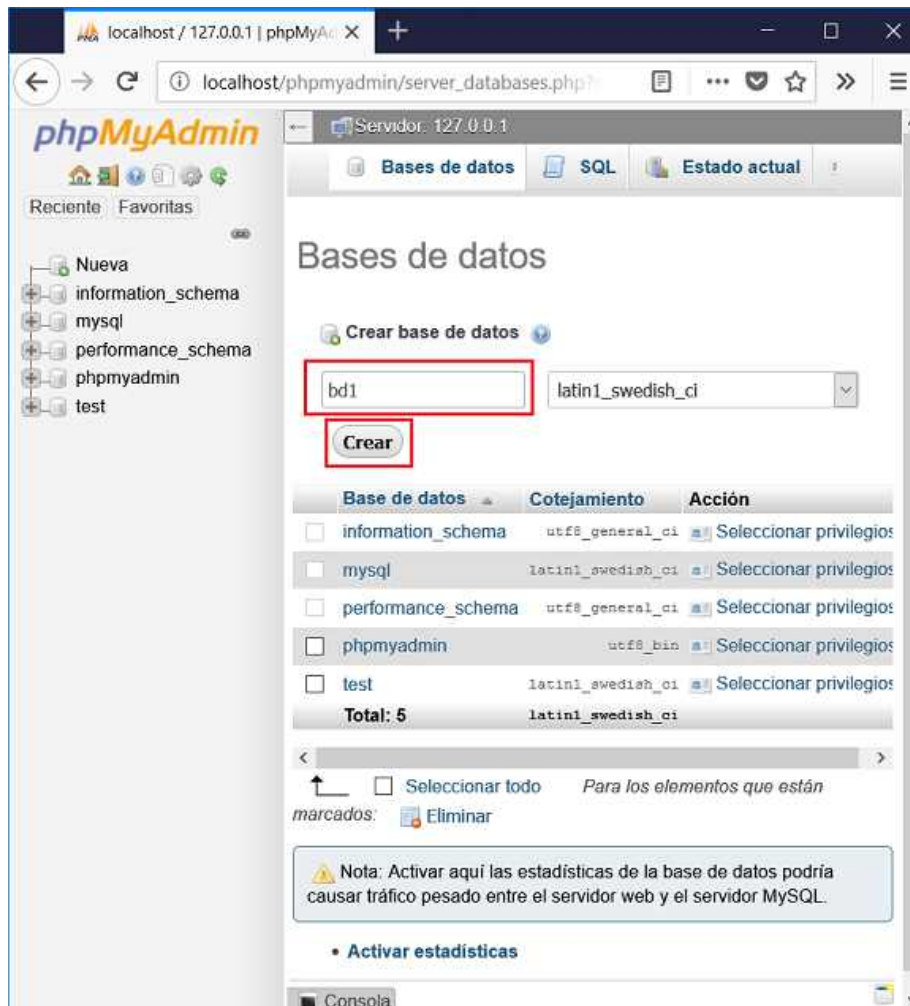 localhost / 127.0.0.1 | phpMyAd
localhost/phpmyadmin/server_databases.php?
phpMyAdmin
Reciente Favoritas
Nueva
information_schema
mysql
performance_schema
phpmyadmin
test
Servidor: 127.0.0.1
Bases de datos SQL Estado actual
Bases de datos
Crear base de datos
bd1 latin1_swedish_ci
Crear
Base de datos Cotejamiento Acción
information_schema utf8_general_ci Seleccionar privilegios
mysql latin1_swedish_ci Seleccionar privilegios
performance_schema utf8_general_ci Seleccionar privilegios
phpmyadmin utf8_bin Seleccionar privilegios
test latin1_swedish_ci Seleccionar privilegios
Total: 5 latin1_swedish_ci
Seleccionar todo Para los elementos que están
marcados: Eliminar
Nota: Activar aquí las estadísticas de la base de datos podría
causar tráfico pesado entre el servidor web y el servidor MySQL.
• Activar estadísticas
Consola